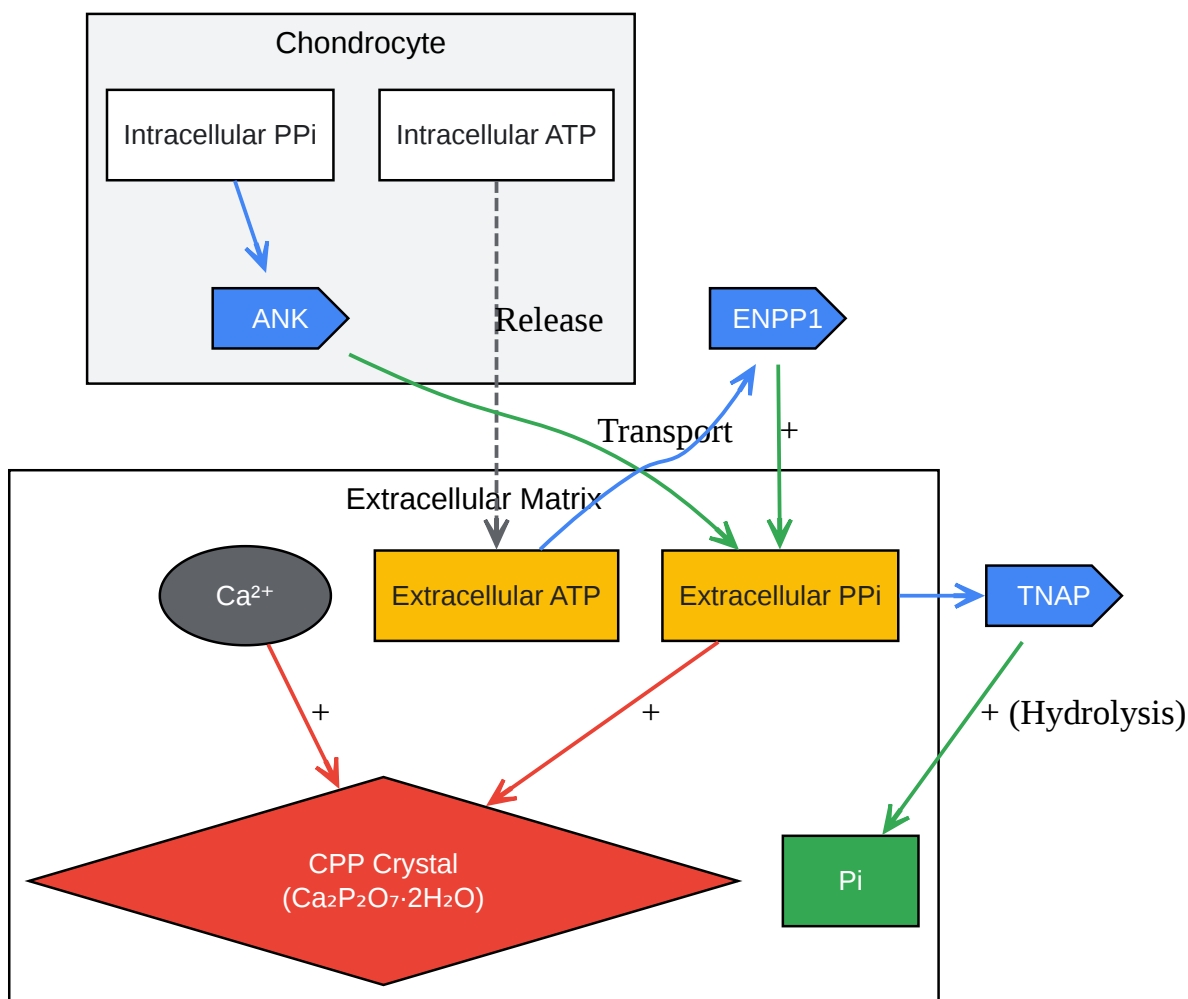 Chondrocyte
Intracellular PPi
Intracellular ATP
ANK
Release
ENPP1
Transport
+
Extracellular Matrix
Ca²⁺
Extracellular ATP
Extracellular PPi
TNAP
+
+
+ (Hydrolysis)
CPP Crystal
(Ca₂P₂O₇·2H₂O)
Pi